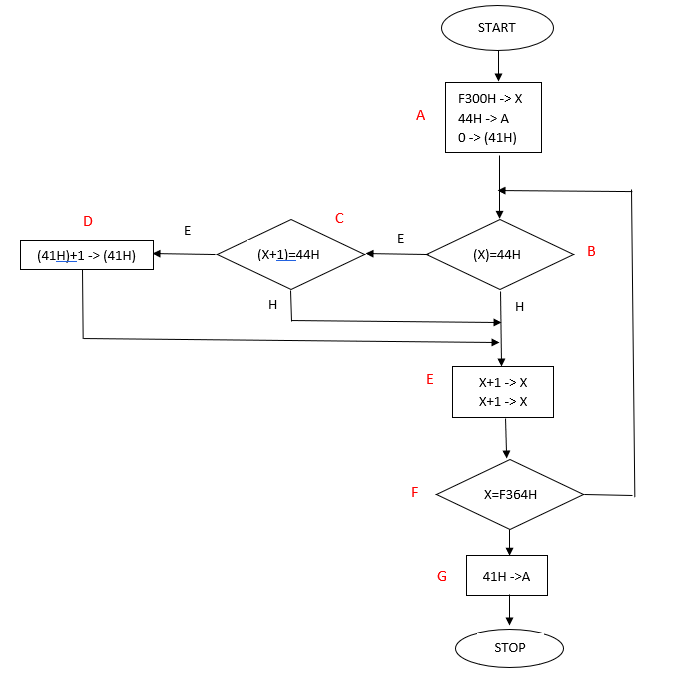 START
A
F300H -> X
44H -> A
0 -> (41H)
D
C
E
E
(41H)+1 -> (41H)
(X+1)=44H
(X)=44H
B
H
H
E
X+1 -> X
X+1 -> X
F
X=F364H
G
41H ->A
STOP